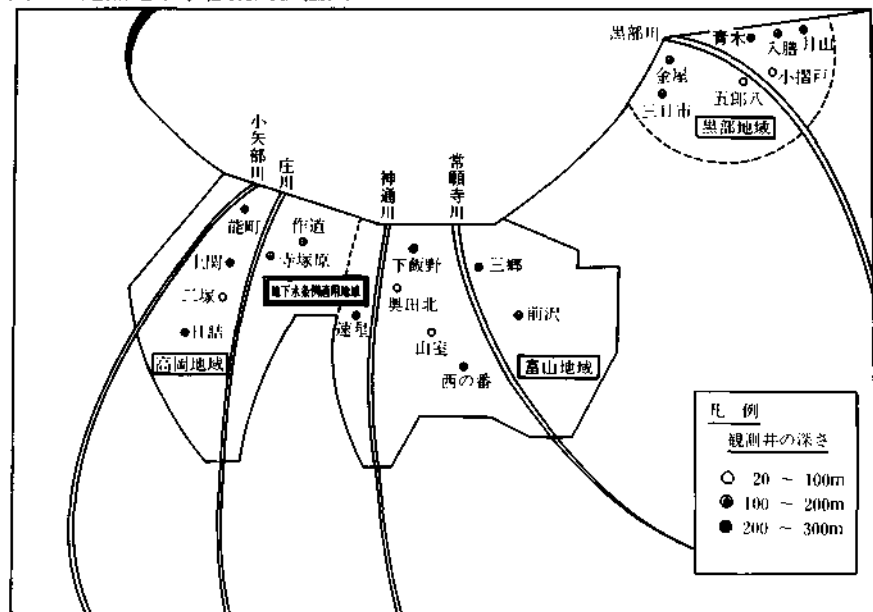 黒部川
青木
入膳
月山
小摺戸
金屋
五郎丸
三日市
黒部地域
小矢部川
庄川
神通川
常願寺川
能町
作道
寺塚原
上関
二塚
日詰
高岡地域
地下水条例適用地域
速星
下飯野
奥田北
山室
西の番
三郷
前沢
富山地域
凡 例
観測井の深さ
20 ～ 100m
100 ～ 200m
200 ～ 300m